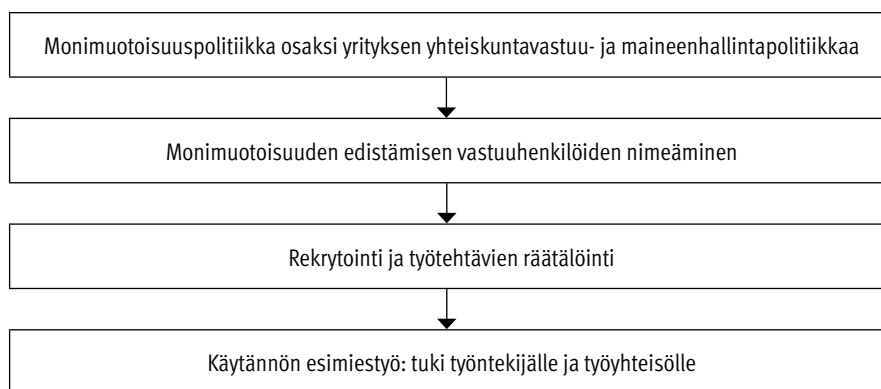 Monimuotoisuuspolitiikka osaksi yrityksen yhteiskuntavastuu- ja maineenhallintapolitiikkaa
Monimuotoisuuden edistämisen vastuuhenkilöiden nimeäminen
Rekrytointi ja työtehtävien räätälöinti
Käytännön esimiestyö: tuki työntekijälle ja työyhteisölle